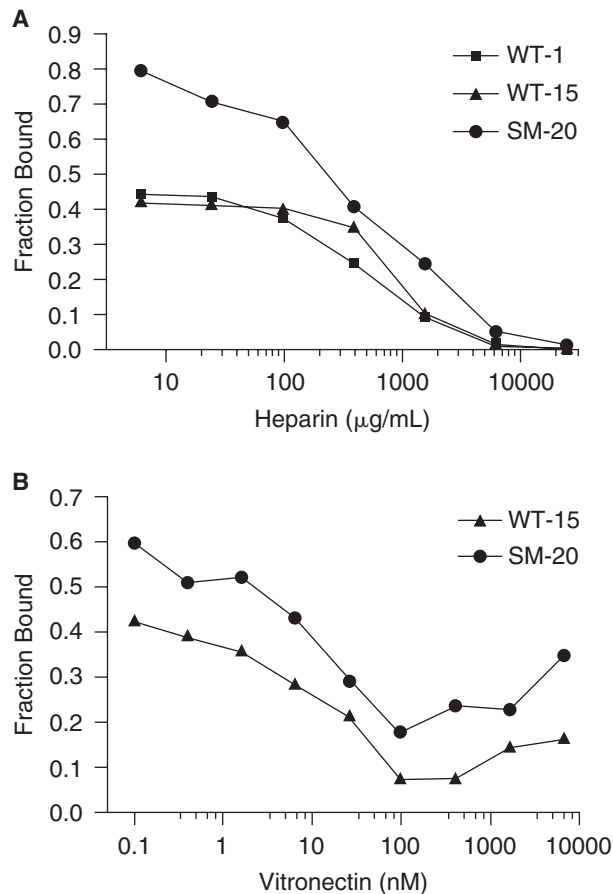 A
0.9
0.8
0.7
0.6
0.5
0.4
0.3
0.2
0.1
0.0
Fraction Bound
WT-1
WT-15
SM-20
10
100
1000
10000
Heparin (μg/mL)
B
0.7
0.6
0.5
0.4
0.3
0.2
0.1
0.0
Fraction Bound
WT-15
SM-20
0.1
1
10
100
1000
10000
Vitronectin (nM)